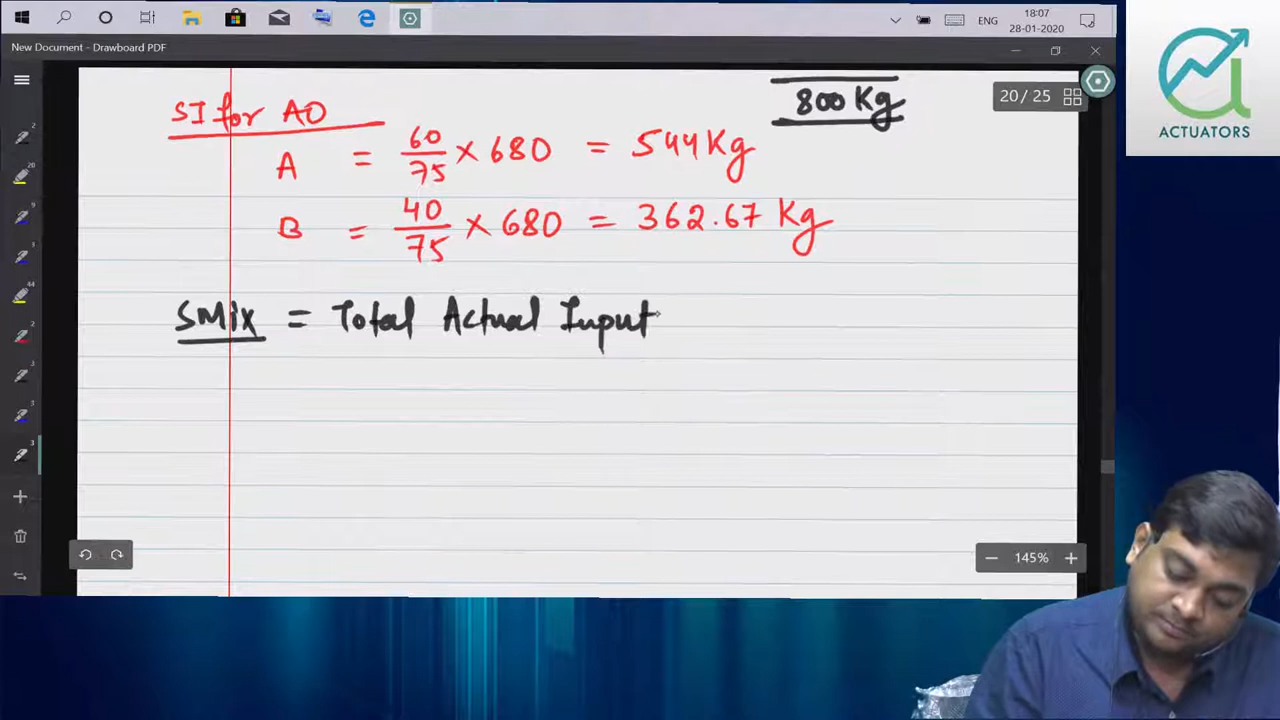 18:07
ENG
28-01-2020
New Document - Drawboard PDF
800 Kg
20 / 25
SI for AO
A = 60/75 × 680 = 544 Kg
B = 40/75 × 680 = 362.67 Kg
SMix = Total Actual Input
145%
ACTUATORS